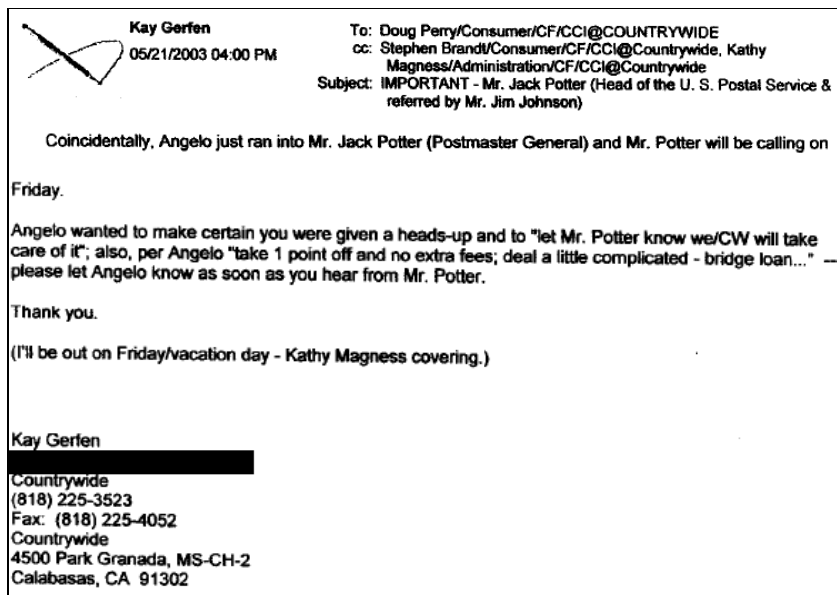 Kay Gerfen
05/21/2003 04:00 PM
To: Doug Perry/Consumer/CF/CCI@COUNTRYWIDE
cc: Stephen Brandt/Consumer/CF/CCI@Countrywide, Kathy
Magness/Administration/CF/CCI@Countrywide
Subject: IMPORTANT - Mr. Jack Potter (Head of the U. S. Postal Service &
referred by Mr. Jim Johnson)
Coincidentally, Angelo just ran into Mr. Jack Potter (Postmaster General) and Mr. Potter will be calling on
Friday.
Angelo wanted to make certain you were given a heads-up and to "let Mr. Potter know we/CW will take
care of it"; also, per Angelo "take 1 point off and no extra fees; deal a little complicated - bridge loan..." --
please let Angelo know as soon as you hear from Mr. Potter.
Thank you.
(I'll be out on Friday/vacation day - Kathy Magness covering.)
Kay Gerfen
Countrywide
(818) 225-3523
Fax: (818) 225-4052
Countrywide
4500 Park Granada, MS-CH-2
Calabasas, CA 91302